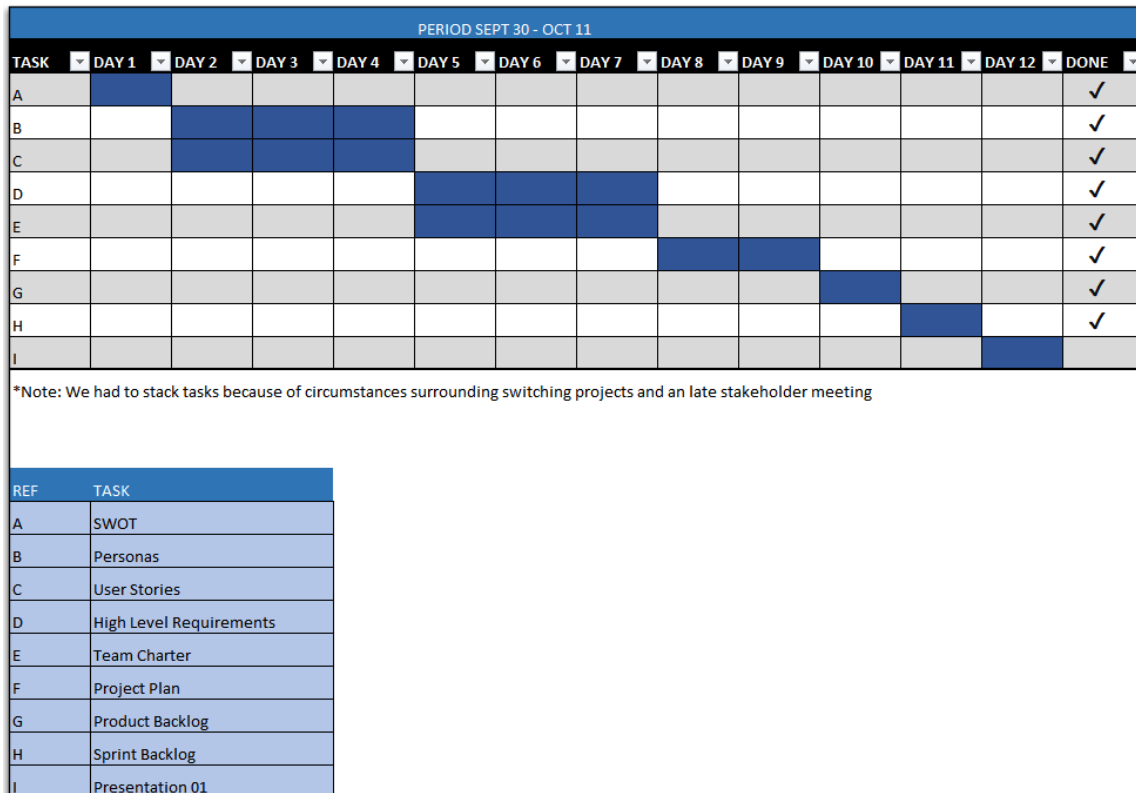 PERIOD SEPT 30 - OCT 11
TASK DAY 1 DAY 2 DAY 3 DAY 4 DAY 5 DAY 6 DAY 7 DAY 8 DAY 9 DAY 10 DAY 11 DAY 12 DONE
A ✓
B ✓
C ✓
D ✓
E ✓
F ✓
G ✓
H ✓
I
*Note: We had to stack tasks because of circumstances surrounding switching projects and an late stakeholder meeting
REF TASK
A SWOT
B Personas
C User Stories
D High Level Requirements
E Team Charter
F Project Plan
G Product Backlog
H Sprint Backlog
I Presentation 01